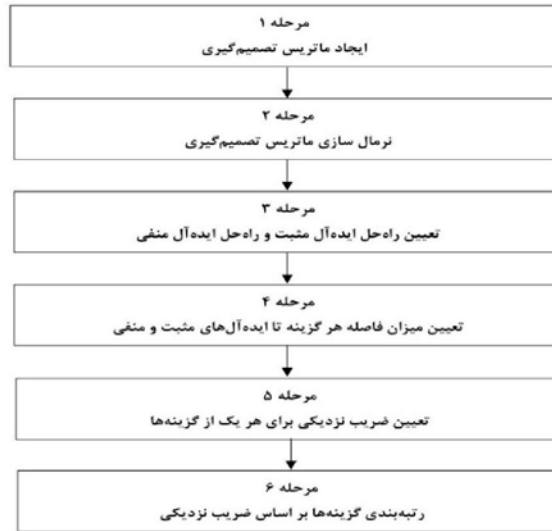 مرحله ۱
ایجاد ماتریس تصمیم‌گیری
مرحله ۲
نرمال سازی ماتریس تصمیم‌گیری
مرحله ۳
تعیین راه‌حل ایده‌آل مثبت و راه‌حل ایده‌آل منفی
مرحله ۴
تعیین میزان فاصله هر گزینه تا ایده‌آل‌های مثبت و منفی
مرحله ۵
تعیین ضریب نزدیکی برای هر یک از گزینه‌ها
مرحله ۶
رتبه‌بندی گزینه‌ها بر اساس ضریب نزدیکی